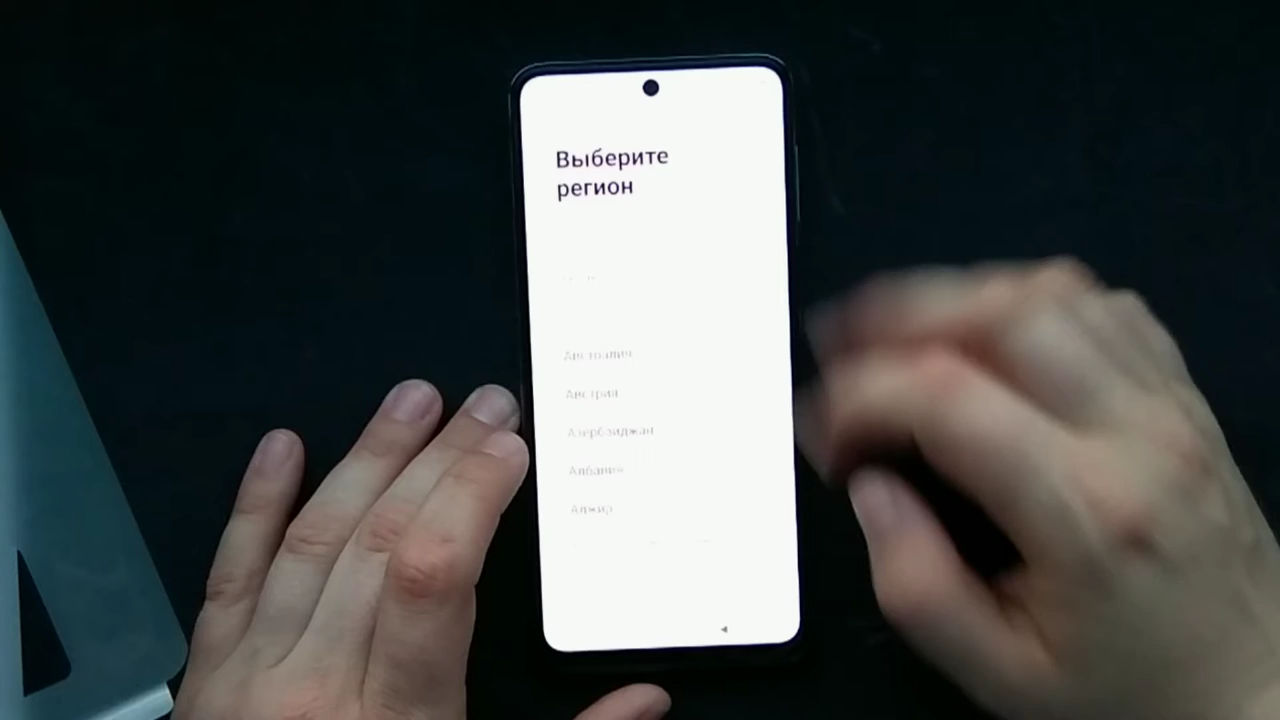 Выберите
регион
Австралия
Австрия
Азербайджан
Албания
Алжир